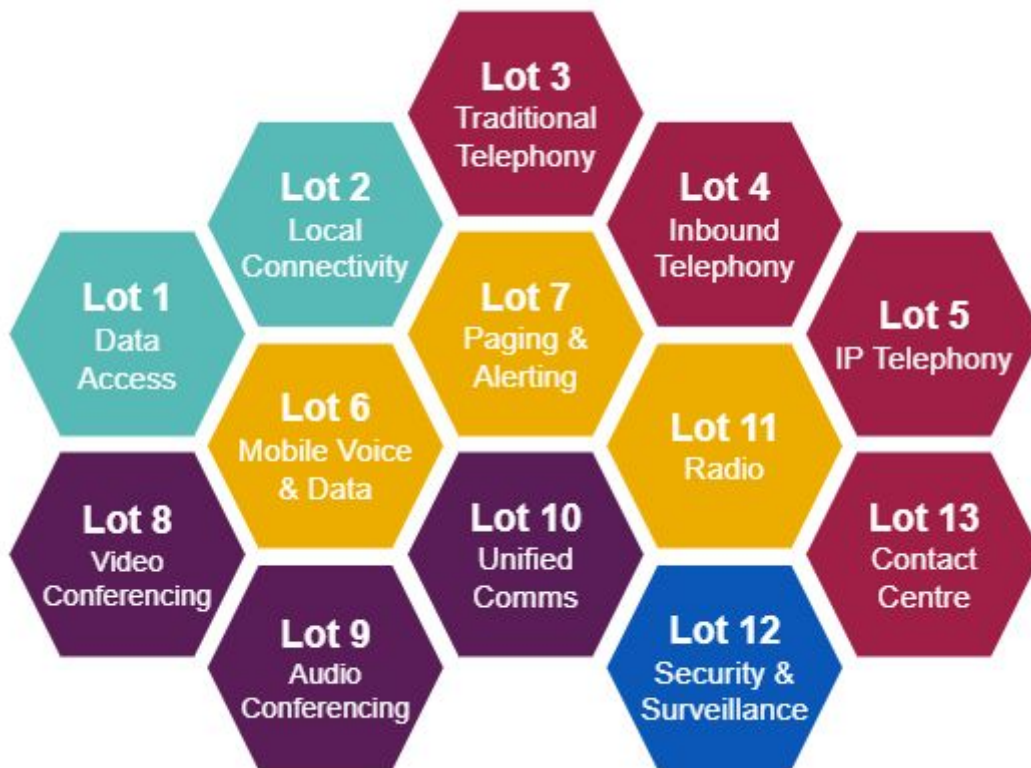 Lot 3
Traditional
Telephony
Lot 2
Local
Connectivity
Lot 4
Inbound
Telephony
Lot 1
Data
Access
Lot 7
Paging &
Alerting
Lot 5
IP Telephony
Lot 6
Mobile Voice
& Data
Lot 11
Radio
Lot 8
Video
Conferencing
Lot 10
Unified
Comms
Lot 13
Contact
Centre
Lot 9
Audio
Conferencing
Lot 12
Security &
Surveillance